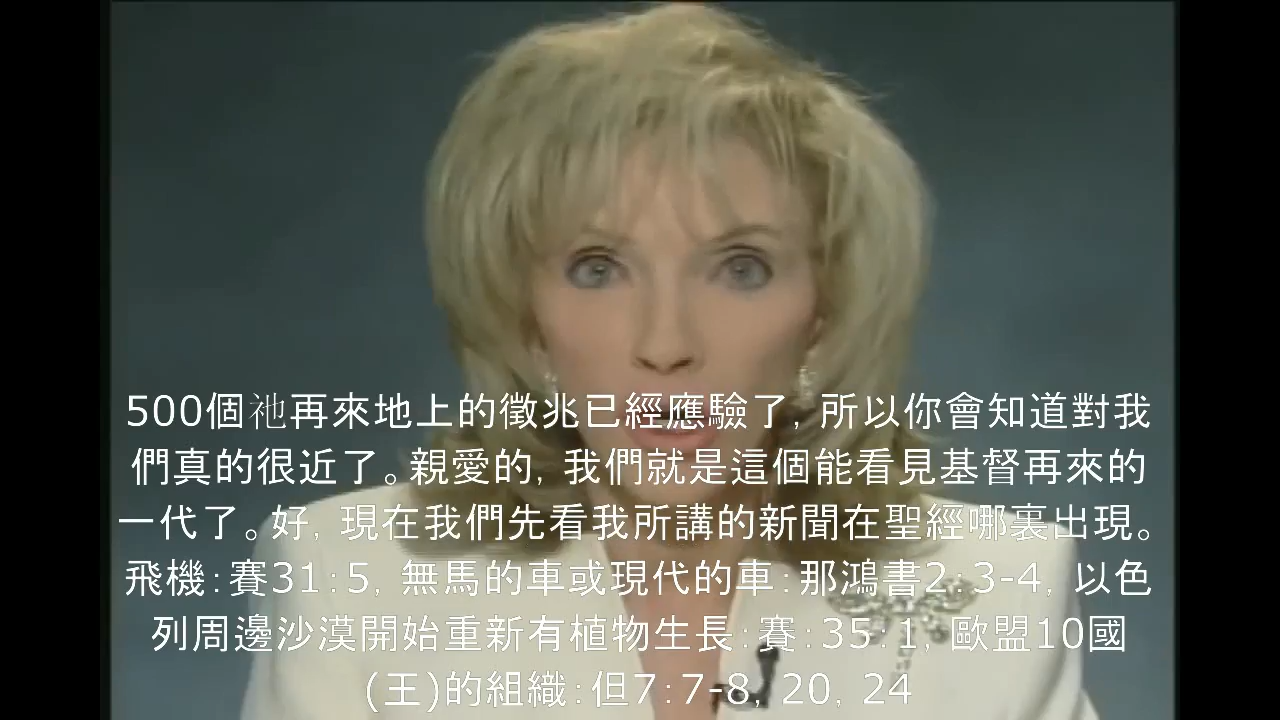 500個祂再來地上的徵兆已經應驗了, 所以你會知道對我
們真的很近了。親愛的, 我們就是這個能看見基督再來的
一代了。好, 現在我們先看我所講的新聞在聖經哪裏出現。
飛機:賽31:5, 無馬的車或現代的車:那鴻書2:3-4, 以色
列周邊沙漠開始重新有植物生長:賽:35:1, 歐盟10國
(王)的組織:但7:7-8, 20, 24